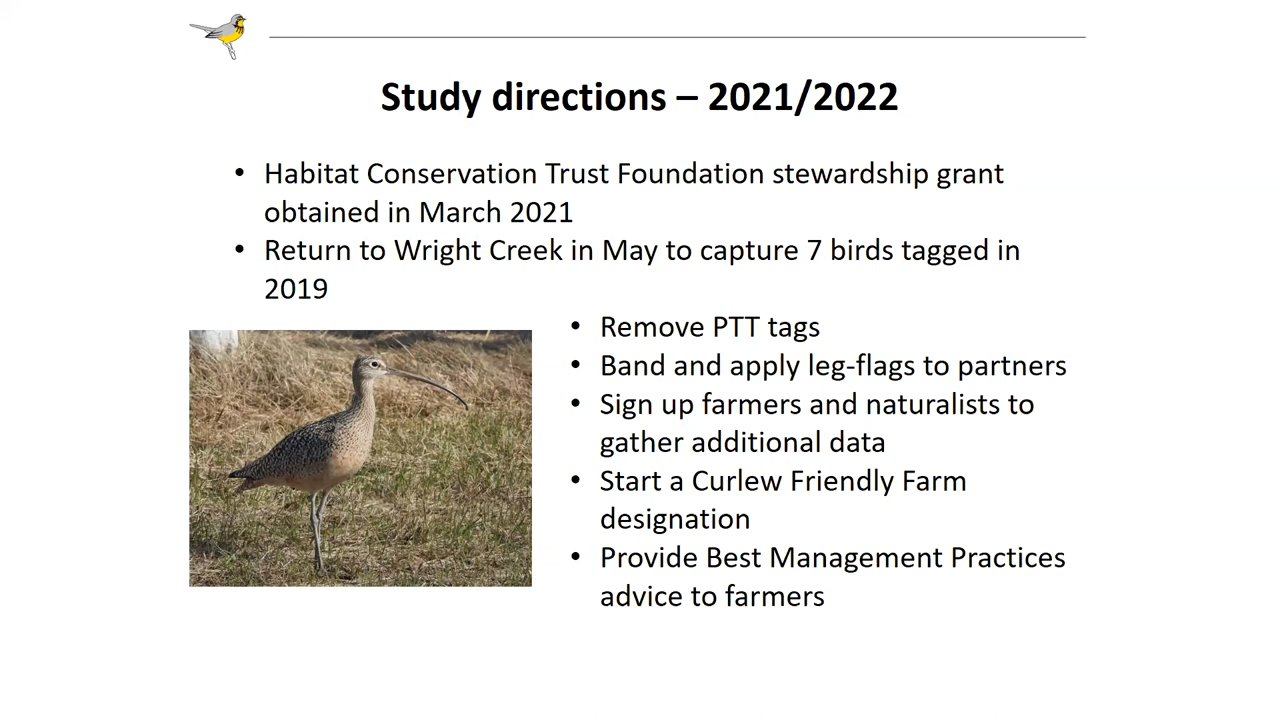 Study directions – 2021/2022
• Habitat Conservation Trust Foundation stewardship grant
obtained in March 2021
• Return to Wright Creek in May to capture 7 birds tagged in
2019
• Remove PTT tags
• Band and apply leg-flags to partners
• Sign up farmers and naturalists to
gather additional data
• Start a Curlew Friendly Farm
designation
• Provide Best Management Practices
advice to farmers